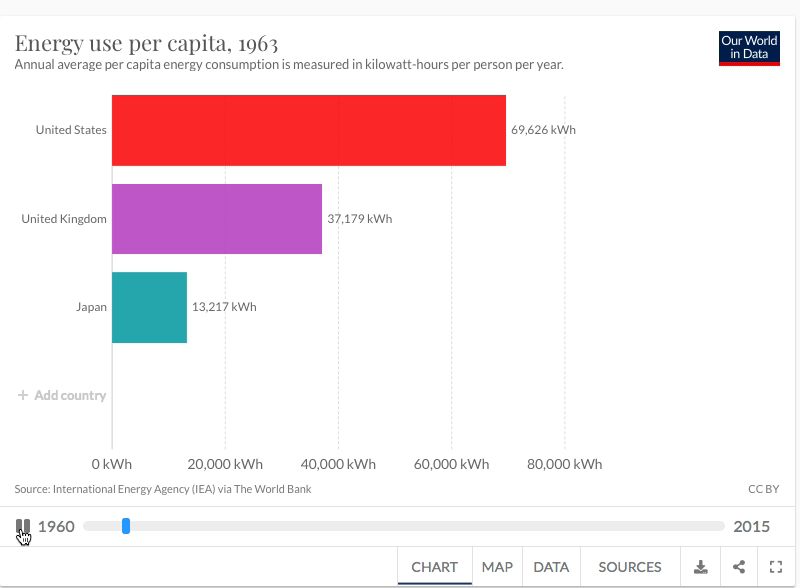 Energy use per capita, 1963
Our World
in Data
Annual average per capita energy consumption is measured in kilowatt-hours per person per year.
United States
69,626 kWh
United Kingdom
37,179 kWh
Japan
13,217 kWh
+ Add country
0 kWh 20,000 kWh 40,000 kWh 60,000 kWh 80,000 kWh
Source: International Energy Agency (IEA) via The World Bank CC BY
1960 2015
CHART MAP DATA SOURCES